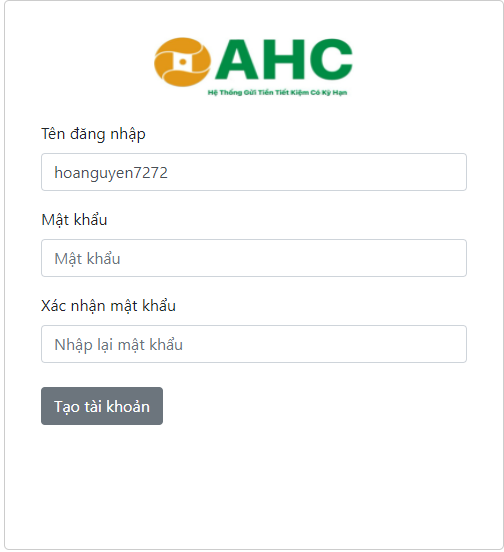 AHC
Hệ Thống Gửi Tiền Tiết Kiệm Có Kỳ Hạn
Tên đăng nhập
hoanguyen7272
Mật khẩu
Mật khẩu
Xác nhận mật khẩu
Nhập lại mật khẩu
Tạo tài khoản